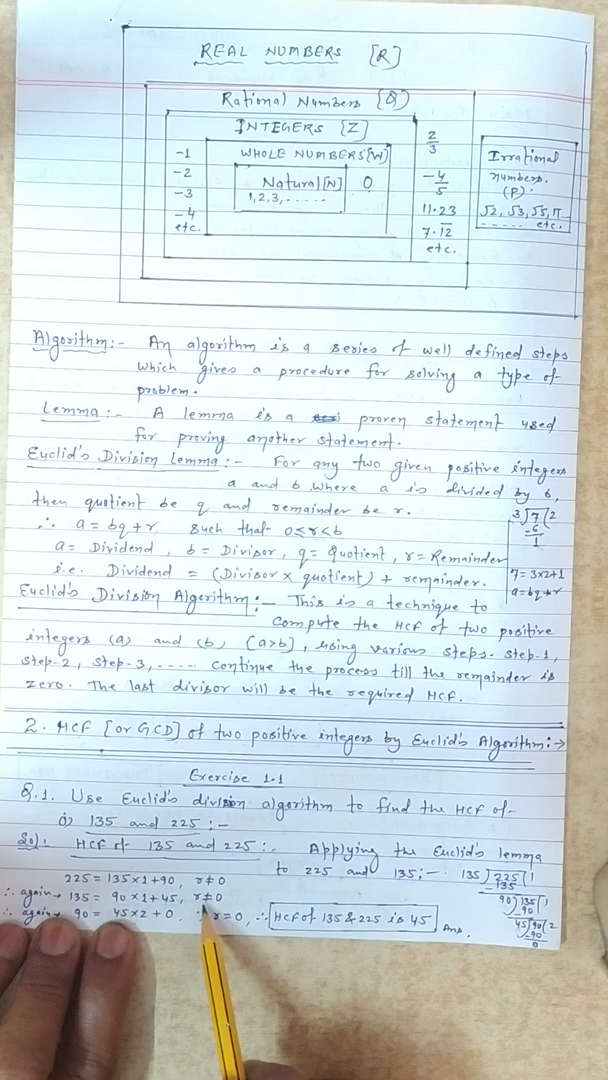 REAL NUMBERS [R]
Rational Numbers [Q]
INTEGERS [Z]
WHOLE NUMBERS [W]
Natural [N] 0
1, 2, 3, -----
-1
-2
-3
-4
etc.
2/3
-4/5
11.23
7.12̅
etc.
Irrational
numbers.
(P).
√2, √3, √5, π
----- etc.
Algorithm:- An algorithm is a series of well defined steps
which gives a procedure for solving a type of
problem.
Lemma:- A lemma is a proven statement used
for proving another statement.
Euclid's Division Lemma:- For any two given positive integers
a and b, where a is divided by b,
then quotient be q and remainder be r.
∴ a = bq + r such that 0 ≤ r < b
a = Dividend, b = Divisor, q = Quotient, r = Remainder
i.e. Dividend = (Divisor × quotient) + remainder.
3)7(2
-6
1
7 = 3×2+1
a = bq + r
Euclid's Division Algorithm:- This is a technique to
compute the HCF of two positive
integers (a) and (b) [a>b], using various steps. step-1,
step-2, step-3, ----- continue the process till the remainder is
zero. The last divisor will be the required HCF.
2. HCF [or GCD] of two positive integers by Euclid's Algorithm:→
Exercise 1.1
Q.1. Use Euclid's division algorithm to find the HCF of-
i) 135 and 225:-
Sol: HCF of 135 and 225:- Applying the Euclid's lemma
to 225 and 135;-
225 = 135×1+90, r≠0
∴ again→ 135 = 90×1+45, r≠0
∴ again→ 90 = 45×2+0, ∵ r=0, ∴ HCF of 135 & 225 is 45 Ans.
135)225(1
-135
90)135(1
-90
45)90(2
-90
0